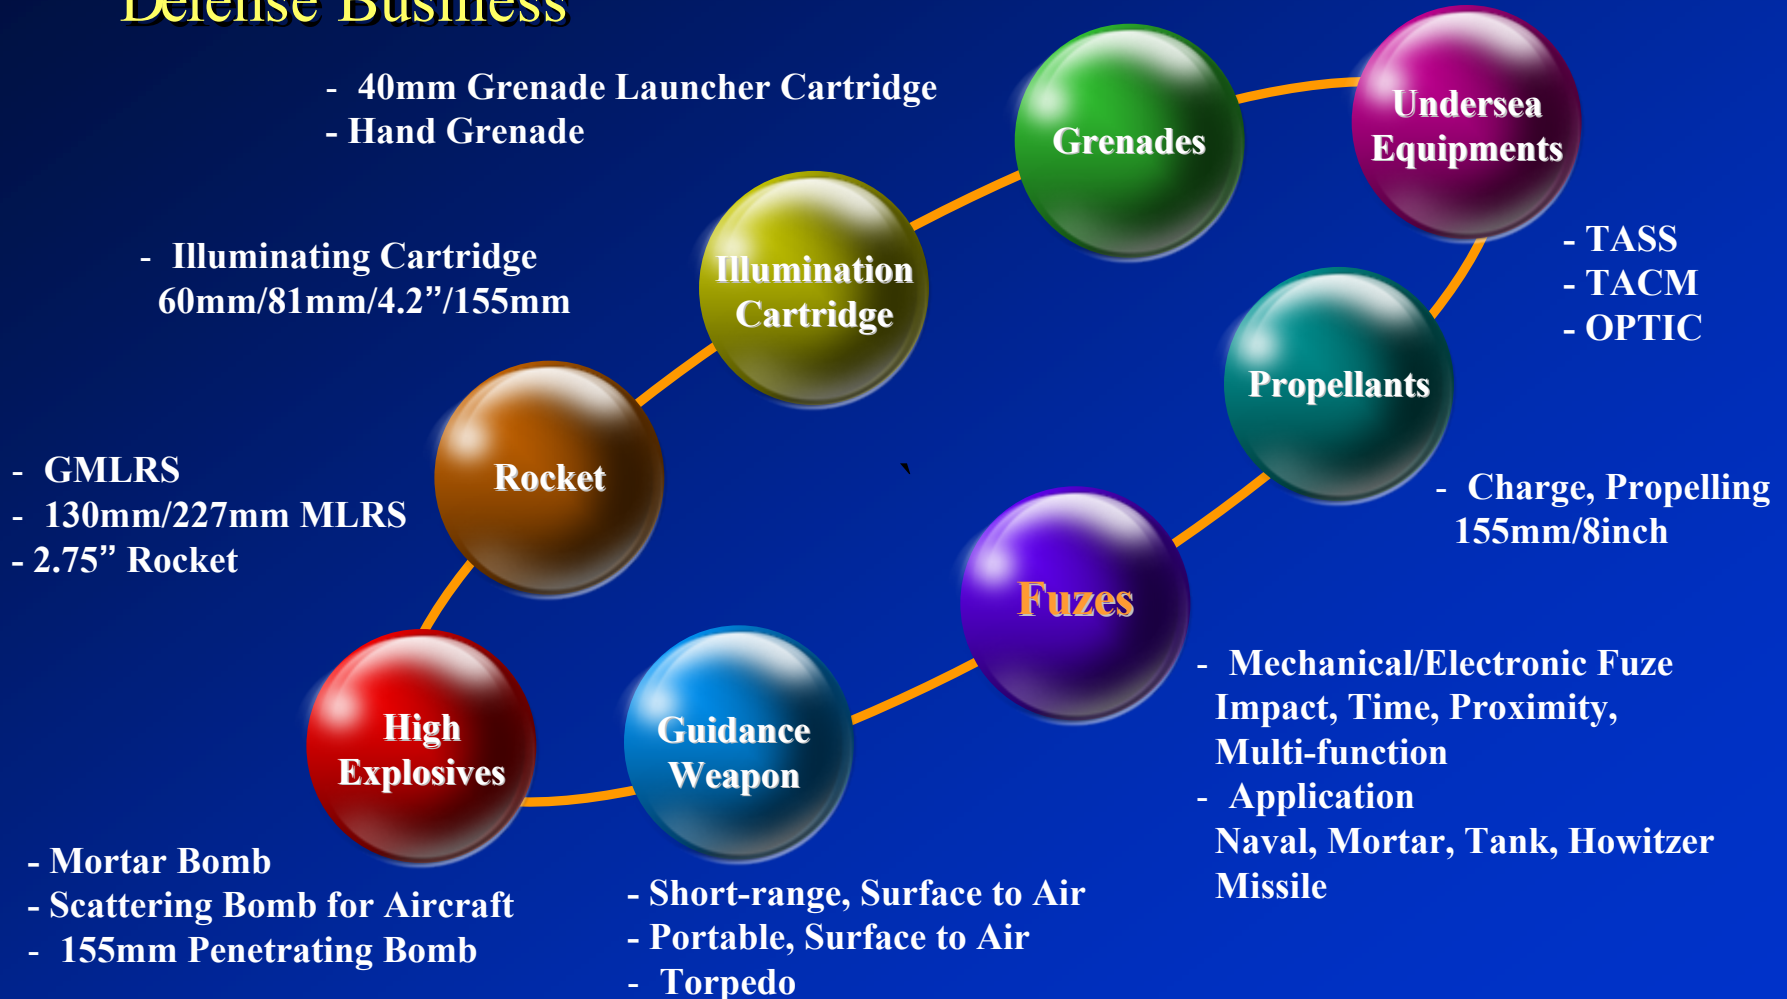 Defense Business
- 40mm Grenade Launcher Cartridge
- Hand Grenade
Grenades
Undersea
Equipments
- TASS
- TACM
- OPTIC
- Illuminating Cartridge
60mm/81mm/4.2”/155mm
Illumination
Cartridge
Propellants
- Charge, Propelling
155mm/8inch
- GMLRS
- 130mm/227mm MLRS
- 2.75” Rocket
Rocket
Fuzes
- Mechanical/Electronic Fuze
Impact, Time, Proximity,
Multi-function
- Application
Naval, Mortar, Tank, Howitzer
Missile
High
Explosives
- Mortar Bomb
- Scattering Bomb for Aircraft
- 155mm Penetrating Bomb
Guidance
Weapon
- Short-range, Surface to Air
- Portable, Surface to Air
- Torpedo